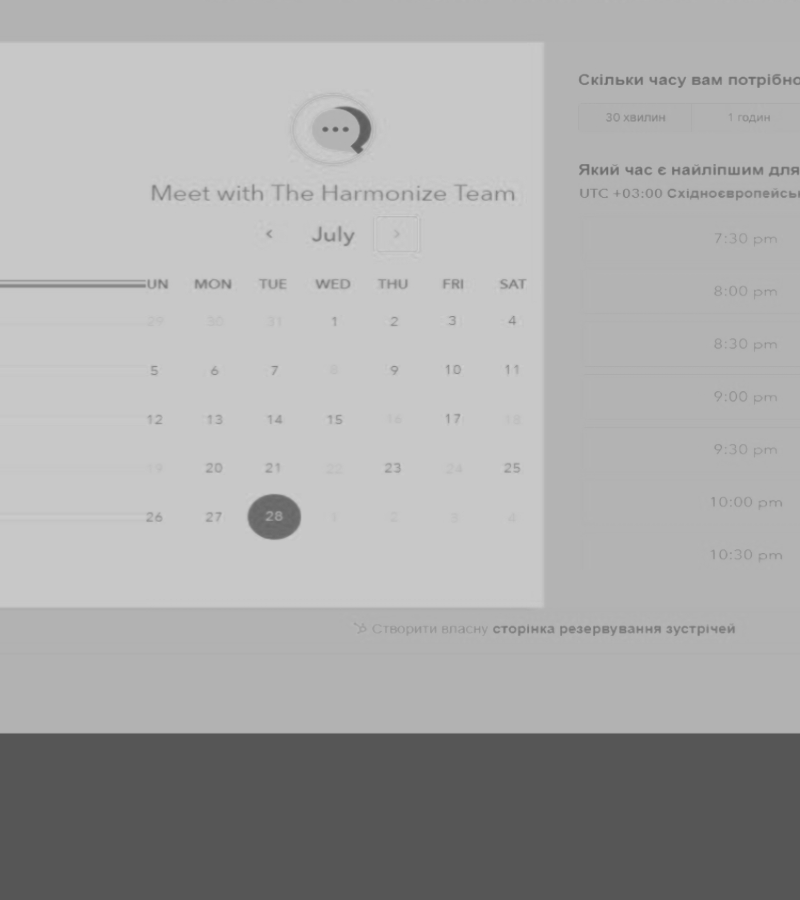 Meet with The Harmonize Team
July
UN MON TUE WED THU FRI SAT
29 30 31 1 2 3 4
5 6 7 8 9 10 11
12 13 14 15 16 17 18
19 20 21 22 23 24 25
26 27 28 1 2 3 4
Скільки часу вам потрібно
30 хвилин 1 годин
Який час є найліпшим для
UTC +03:00 Східноєвропейсь
7:30 pm
8:00 pm
8:30 pm
9:00 pm
9:30 pm
10:00 pm
10:30 pm
Створити власну сторінка резервування зустрічей